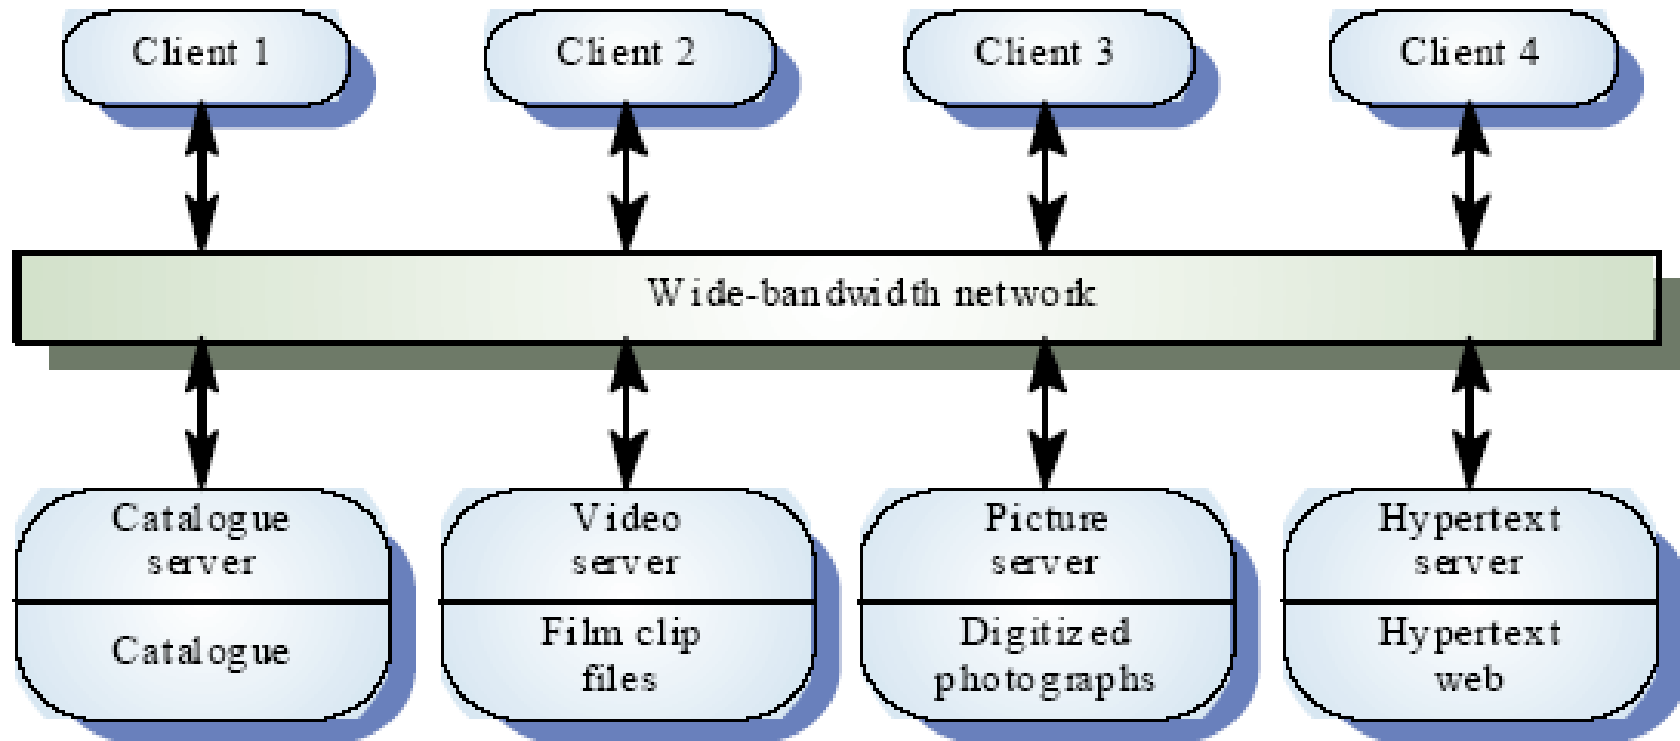 Client 1
Client 2
Client 3
Client 4
Wide-bandwidth network
Catalogue
server
Catalogue
Video
server
Film clip
files
Picture
server
Digitized
photographs
Hypertext
server
Hypertext
web